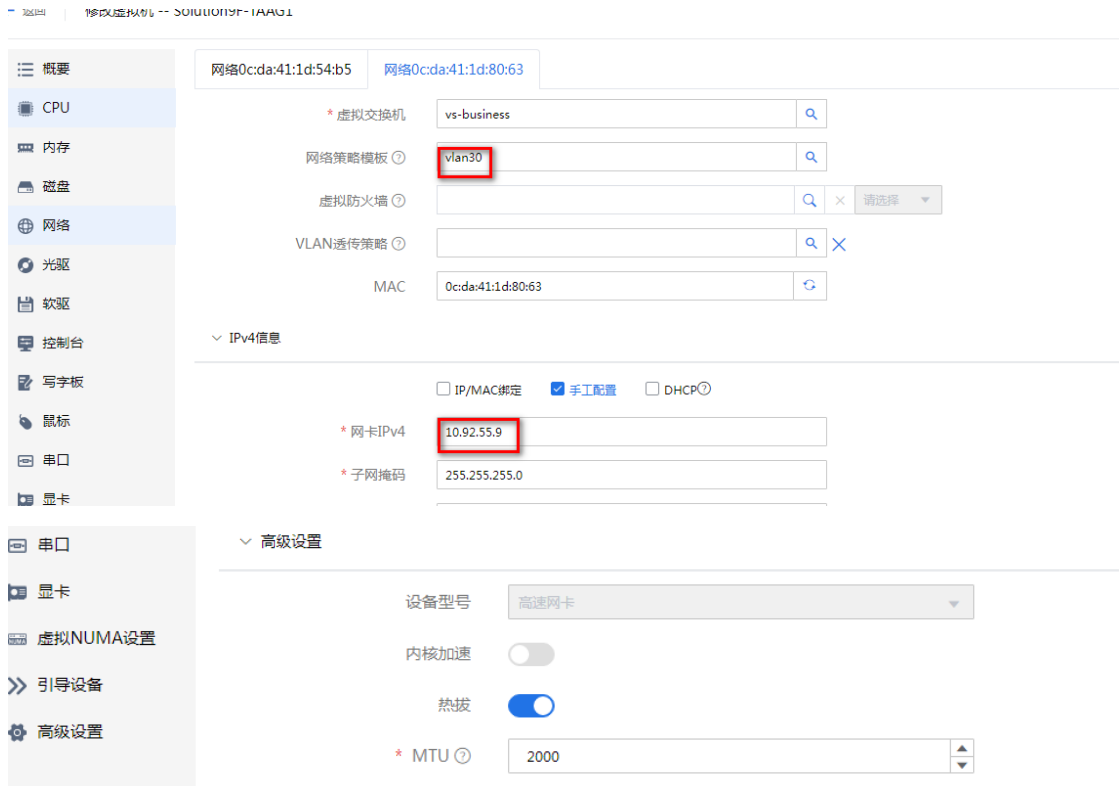 返回 修改虚拟机 -- Solution9F-TAAG1
概要
CPU
内存
磁盘
网络
光驱
软驱
控制台
写字板
鼠标
串口
显卡
网络0c:da:41:1d:54:b5 网络0c:da:41:1d:80:63
* 虚拟交换机 vs-business
网络策略模板 ? vlan30
虚拟防火墙 ? 请选择
VLAN透传策略 ?
MAC 0c:da:41:1d:80:63
IPv4信息
IP/MAC绑定 手工配置 DHCP ?
* 网卡IPv4 10.92.55.9
* 子网掩码 255.255.255.0
串口
显卡
虚拟NUMA设置
引导设备
高级设置
高级设置
设备型号 高速网卡
内核加速
热拔
* MTU ? 2000